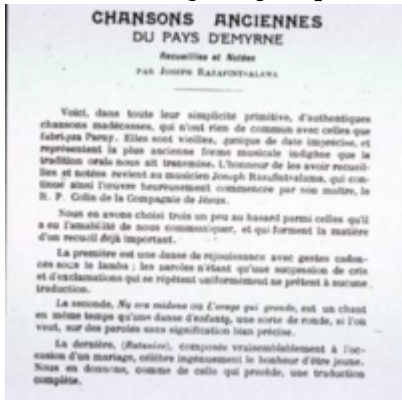 CHANSONS ANCIENNES
DU PAYS D'EMYRNE
Recueillies et Notées
PAR JOSEPH RAZAFINTSALAMA
Voici, dans toute leur simplicité primitive, d'authentiques
chansons madécasses, qui n'ont rien de commun avec celles que
fabriqua Parny. Elles sont vieilles, quoique de date imprécise, et
représentent la plus ancienne forme musicale indigène que la
tradition orale nous ait transmise. L'honneur de les avoir recueil-
lies et notées revient au musicien Joseph Razafintsalama, qui con-
tinue ainsi l'œuvre heureusement commencée par son maître, le
R. P. Colin de la Compagnie de Jésus.
Nous en avons choisi trois un peu au hasard parmi celles qu'il
a eu l'amabilité de nous communiquer, et qui forment la matière
d'un recueil déjà important.
La première est une danse de réjouissance avec gestes caden-
cés sous le lamba ; les paroles n'étant qu'une succession de cris
et d'exclamations qui se répètent uniformément se prêtent à aucune
traduction.
La seconde, Ny ora midona ou L'orage qui gronde, est un chant
en même temps qu'une danse d'enfants, une sorte de ronde, si l'on
veut, sur des paroles sans signification bien précise.
La dernière, composée vraisemblablement à l'oc-
casion d'un mariage, célèbre ingénuement le bonheur d'être jeune.
Nous en donnons, comme de celle qui précède, une traduction
complète.